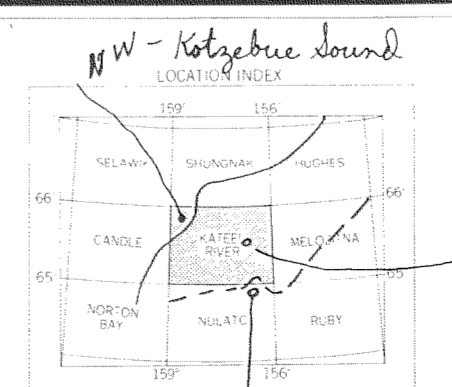 NW - Kotzebue Sound
LOCATION INDEX
159° 156°
SELAWIK SHUNGNAK HUGHES
66 66°
CANDLE KATEEL RIVER MELOZITNA
65 65
NORTON BAY NULATO RUBY
159° 156°